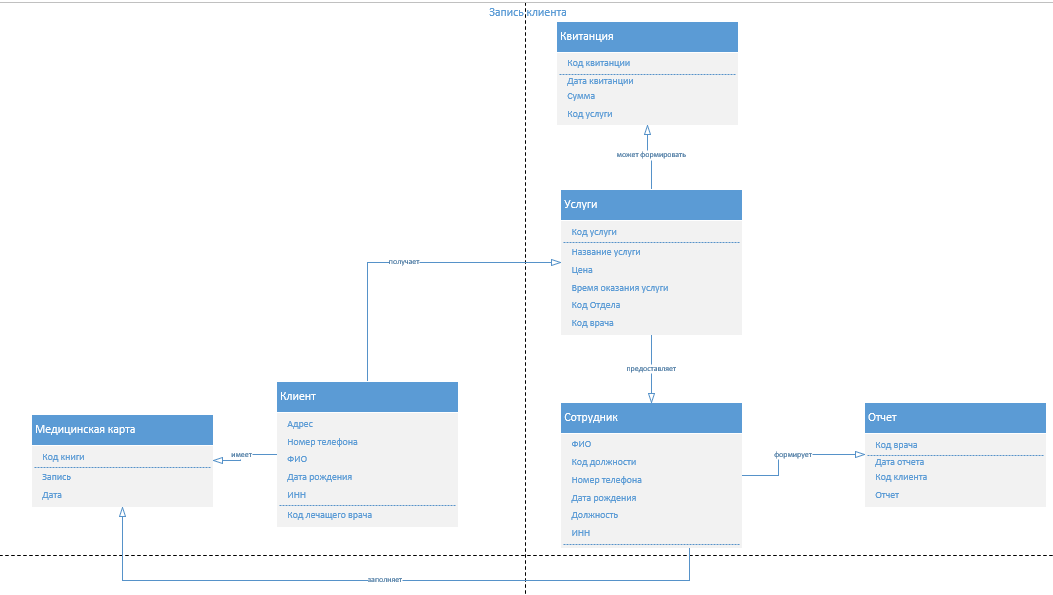 Запись клиента
Квитанция
Код квитанции
Дата квитанции
Сумма
Код услуги
может формировать
Услуги
Код услуги
Название услуги
Цена
Время оказания услуги
Код Отдела
Код врача
получает
предоставляет
Клиент
Адрес
Номер телефона
ФИО
Дата рождения
ИНН
Код лечащего врача
Медицинская карта
Код книги
Запись
Дата
имеет
Сотрудник
ФИО
Код должности
Номер телефона
Дата рождения
Должность
ИНН
формирует
Отчет
Код врача
Дата отчета
Код клиента
Отчет
заполняет